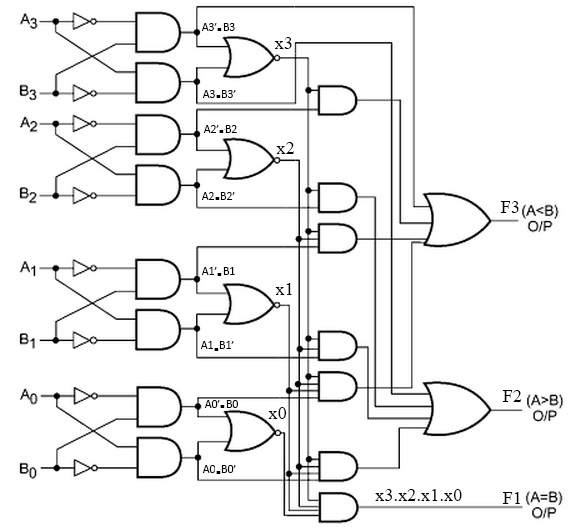 A3
A3'.B3
x3
B3
A3.B3'
A2
A2'.B2
x2
B2
A2.B2'
F3 (A<B)
O/P
A1
A1'.B1
x1
B1
A1.B1'
A0
A0'.B0
x0
F2 (A>B)
O/P
B0
A0.B0'
x3.x2.x1.x0
F1 (A=B)
O/P